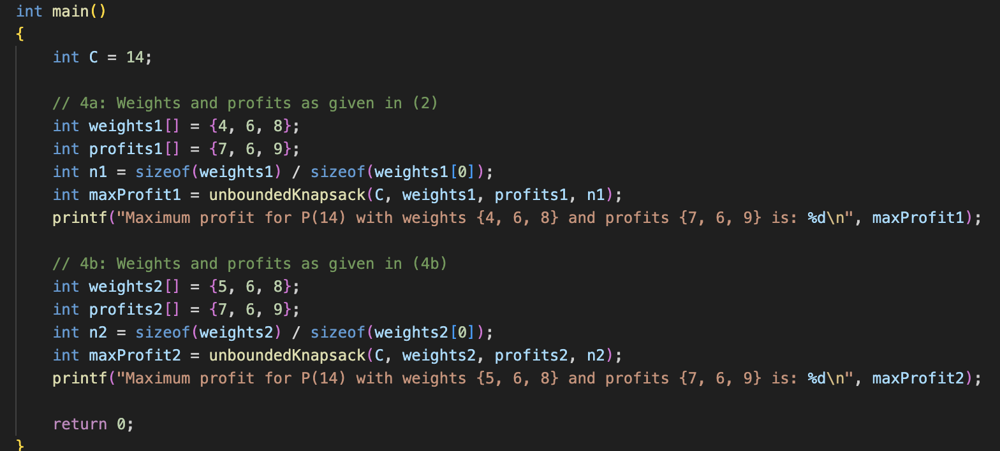 int main()
{
    int C = 14;

    // 4a: Weights and profits as given in (2)
    int weights1[] = {4, 6, 8};
    int profits1[] = {7, 6, 9};
    int n1 = sizeof(weights1) / sizeof(weights1[0]);
    int maxProfit1 = unboundedKnapsack(C, weights1, profits1, n1);
    printf("Maximum profit for P(14) with weights {4, 6, 8} and profits {7, 6, 9} is: %d\n", maxProfit1);

    // 4b: Weights and profits as given in (4b)
    int weights2[] = {5, 6, 8};
    int profits2[] = {7, 6, 9};
    int n2 = sizeof(weights2) / sizeof(weights2[0]);
    int maxProfit2 = unboundedKnapsack(C, weights2, profits2, n2);
    printf("Maximum profit for P(14) with weights {5, 6, 8} and profits {7, 6, 9} is: %d\n", maxProfit2);

    return 0;
}